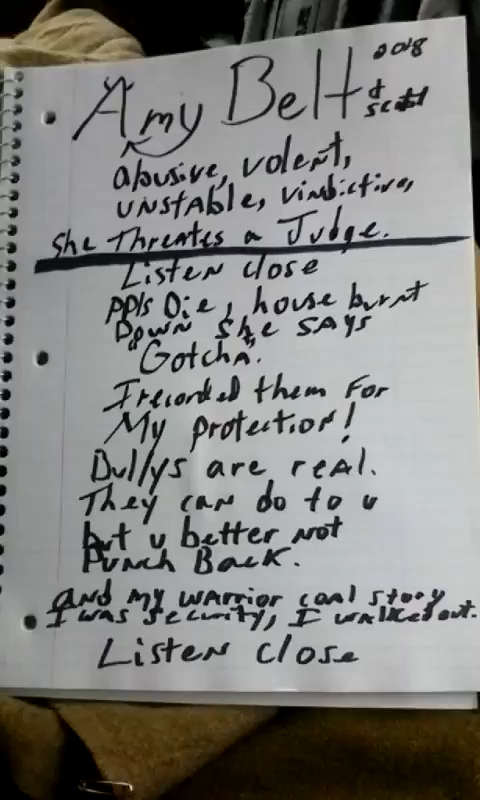 2018
Amy Belt
&
abusive, volent,
UNSTABLE, vindictive,
She Threates a Judge.
Listen close
ppls Die, house burnt
Down she says
"Gotcha".
I recorded them for
My protection!
Bullys are real.
They can do to u
but u better not
Punch Back.
and my warrior coal story
I was security, I walked out.
Listen close